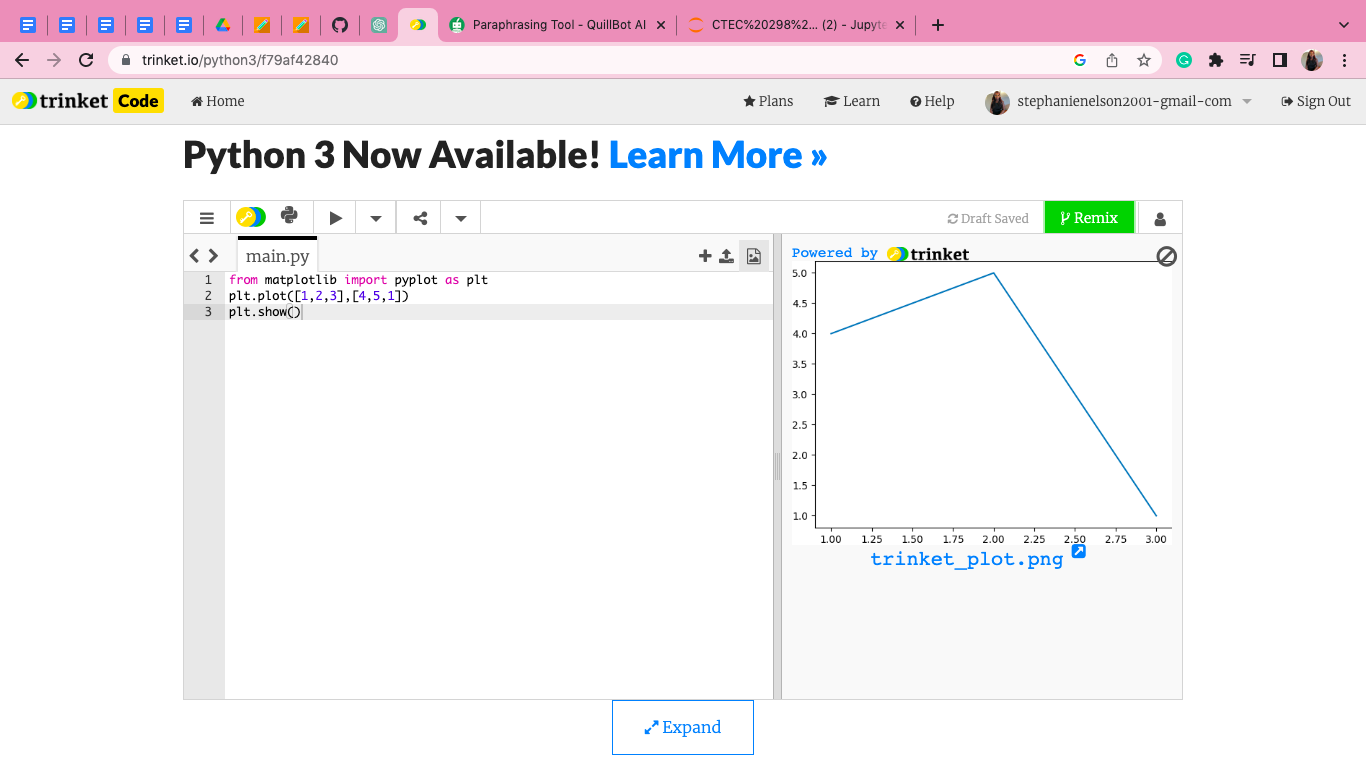 Paraphrasing Tool - QuillBot AI
CTEC%20298%2... (2) - Jupyte
trinket.io/python3/f79af42840
trinket Code
Home
Plans
Learn
Help
stephanienelson2001-gmail-com
Sign Out
Python 3 Now Available! Learn More »
Draft Saved
Remix
main.py
1 from matplotlib import pyplot as plt
2 plt.plot([1,2,3],[4,5,1])
3 plt.show()
Powered by trinket
5.0
4.5
4.0
3.5
3.0
2.5
2.0
1.5
1.0
1.00 1.25 1.50 1.75 2.00 2.25 2.50 2.75 3.00
trinket_plot.png
Expand